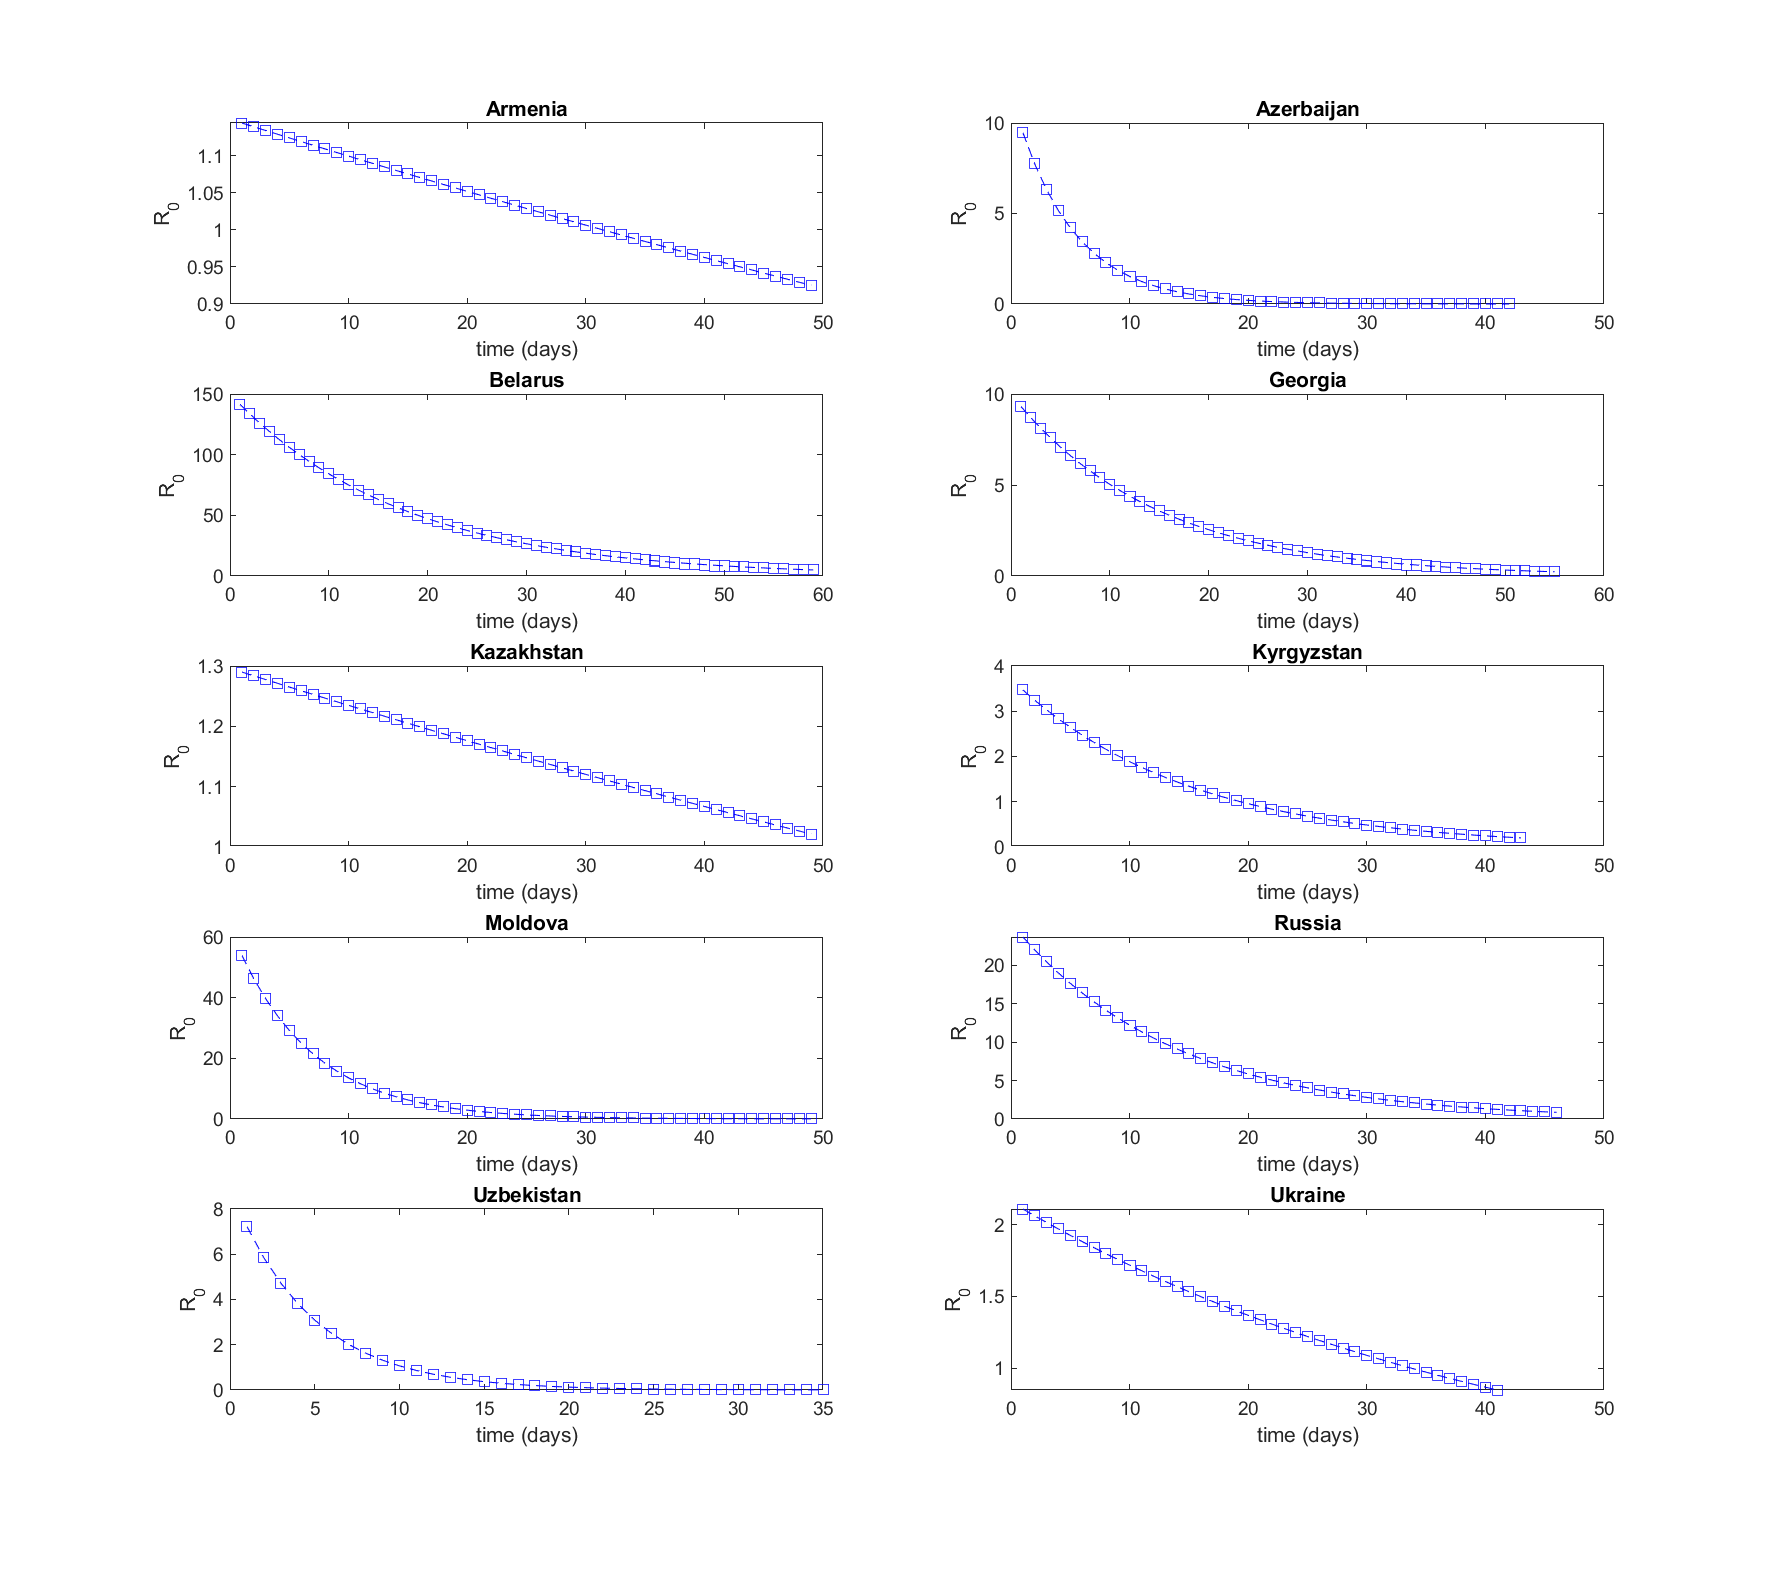 Armenia
1.1
1.05
1
0.95
0.9
R0
0 10 20 30 40 50
time (days)
Azerbaijan
10
5
0
R0
0 10 20 30 40 50
time (days)
Belarus
150
100
50
0
R0
0 10 20 30 40 50 60
time (days)
Georgia
10
5
0
R0
0 10 20 30 40 50 60
time (days)
Kazakhstan
1.3
1.2
1.1
1
R0
0 10 20 30 40 50
time (days)
Kyrgyzstan
4
3
2
1
0
R0
0 10 20 30 40 50
time (days)
Moldova
60
40
20
0
R0
0 10 20 30 40 50
time (days)
Russia
20
15
10
5
0
R0
0 10 20 30 40 50
time (days)
Uzbekistan
8
6
4
2
0
R0
0 5 10 15 20 25 30 35
time (days)
Ukraine
2
1.5
1
R0
0 10 20 30 40 50
time (days)